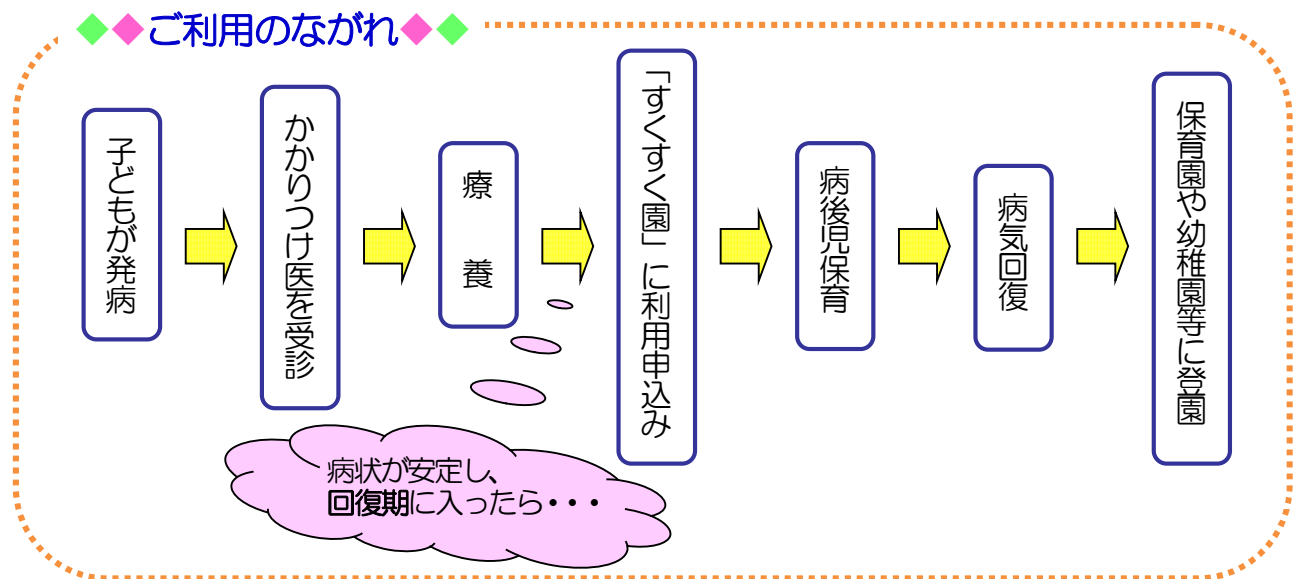 ◆◆ご利用のながれ◆◆
子どもが発病
かかりつけ医を受診
療　養
「すくすく園」に利用申込み
病後児保育
病気回復
保育園や幼稚園等に登園
病状が安定し、
回復期に入ったら・・・